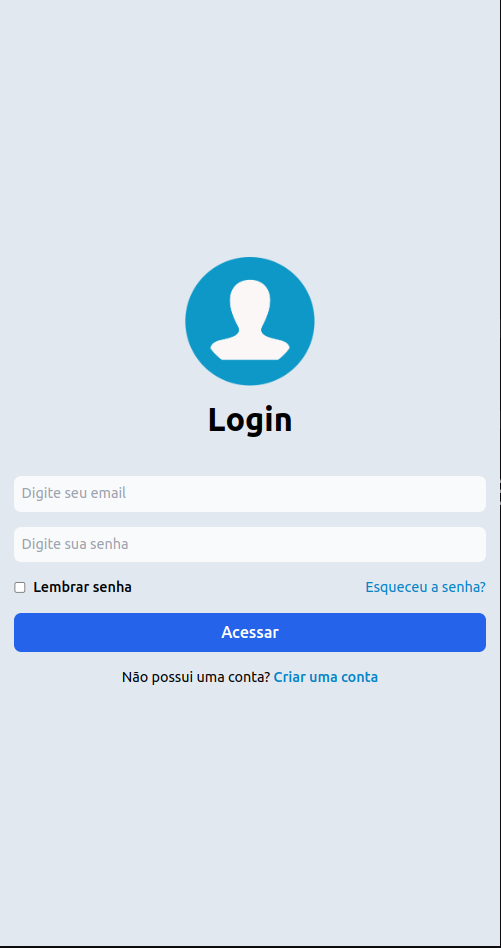 Login
Digite seu email
Digite sua senha
Lembrar senha Esqueceu a senha?
Acessar
Não possui uma conta? Criar uma conta